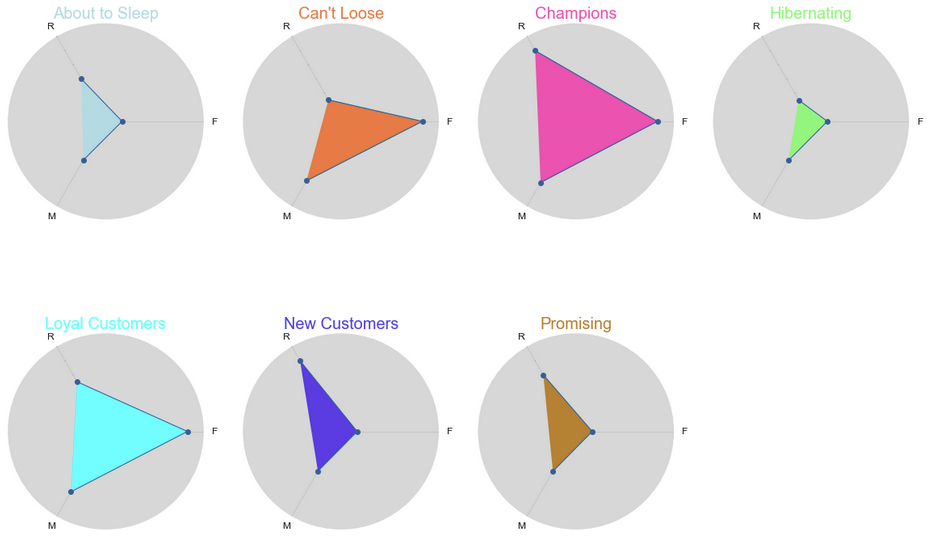 About to Sleep
Can't Loose
Champions
Hibernating
R
R
R
R
F
F
F
F
M
M
M
M
Loyal Customers
New Customers
Promising
R
R
R
F
F
F
M
M
M